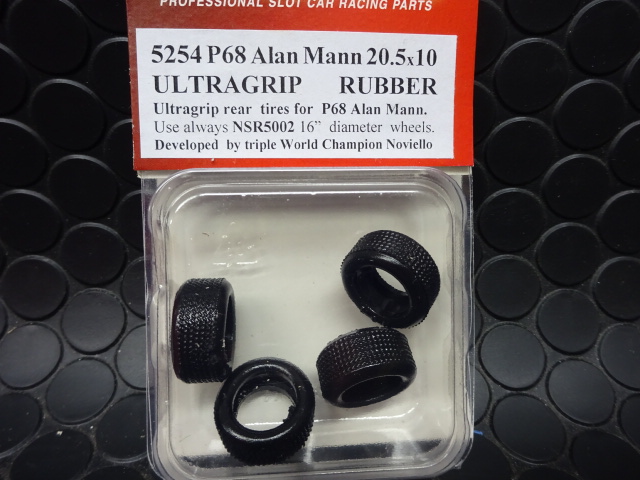 PROFESSIONAL SLOT CAR RACING PARTS
5254 P68 Alan Mann 20.5x10
ULTRAGRIP RUBBER
Ultragrip rear tires for P68 Alan Mann.
Use always NSR5002 16” diameter wheels.
Developed by triple World Champion Noviello